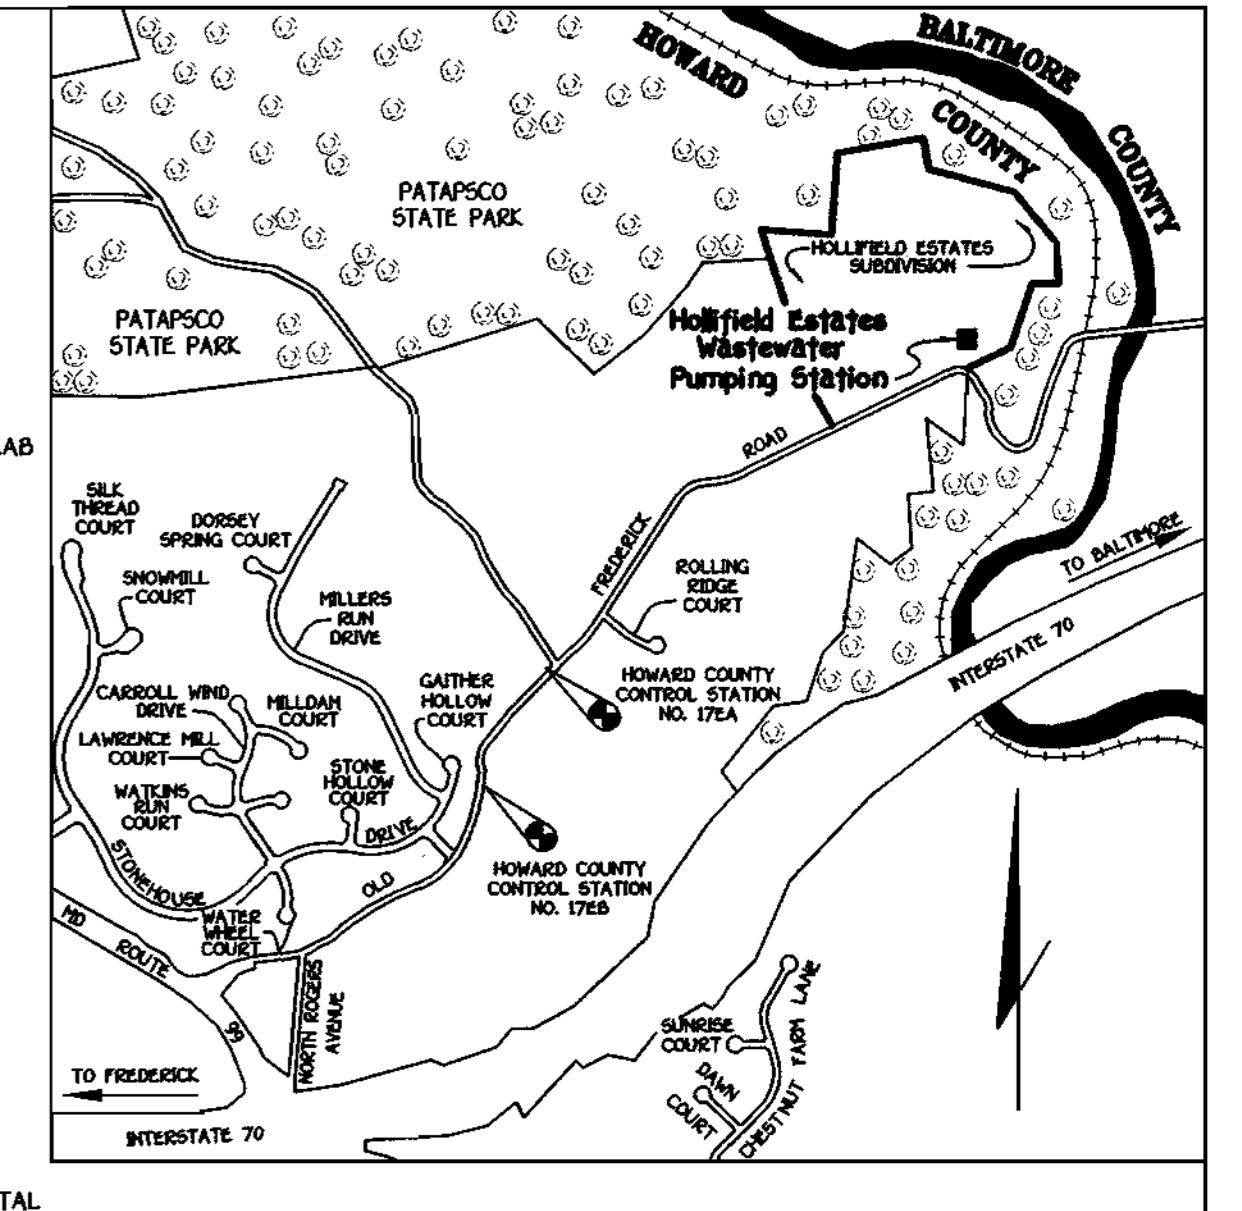 BALTIMORE
COUNTY
HOWARD
COUNTY
PATAPSCO
STATE PARK
HOLLIFIELD ESTATES
SUBDIVISION
PATAPSCO
STATE PARK
Hollifield Estates
Wastewater
Pumping Station
LAB
ROAD
FREDERICK
SILK
THREAD
COURT
DORSEY
SPRING COURT
TO BALTIMORE
SNOWMILL
COURT
MILLERS
RUN
DRIVE
ROLLING
RIDGE
COURT
INTERSTATE 70
HOWARD COUNTY
CONTROL STATION
NO. 17EA
GAITHER
HOLLOW
COURT
CARROLL WIND
DRIVE
MILLDAM
COURT
LAWRENCE MILL
COURT
STONE
HOLLOW
COURT
WATKINS
RUN
COURT
STONEHOUSE
DRIVE
HOWARD COUNTY
CONTROL STATION
NO. 17EB
OLD
WATER
WHEEL
COURT
MD
ROUTE
99
NORTH ROGERS
AVENUE
SUNRISE
COURT
DAWN
COURT
CHESTNUT FARM LANE
TO FREDERICK
INTERSTATE 70
TAL